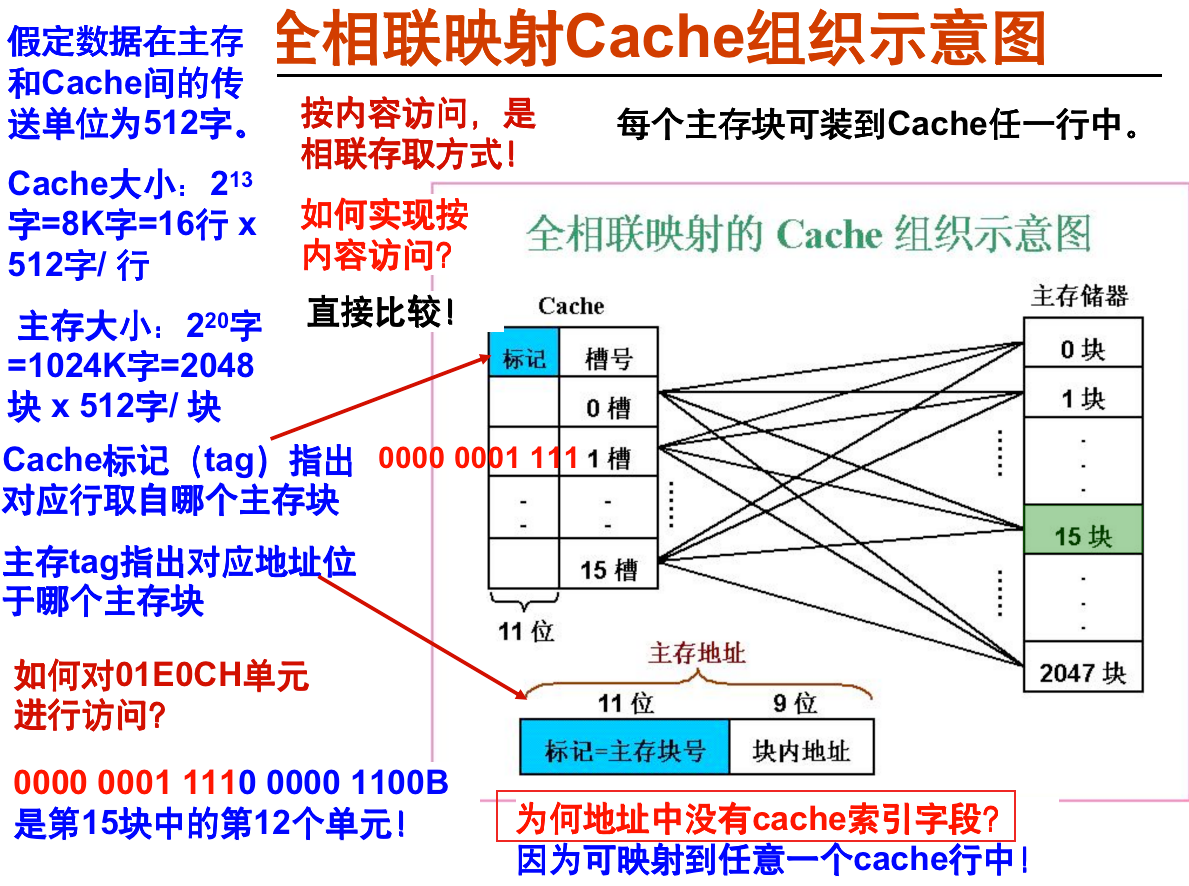 全相联映射Cache组织示意图
假定数据在主存
和Cache间的传
送单位为512字。
Cache大小：2¹³
字=8K字=16行 x
512字/ 行
主存大小：2²⁰字
=1024K字=2048
块 x 512字/ 块
Cache标记（tag）指出
对应行取自哪个主存块
主存tag指出对应地址位
于哪个主存块
如何对01E0CH单元
进行访问？
0000 0001 1110 0000 1100B
是第15块中的第12个单元！
按内容访问，是
相联存取方式！
如何实现按
内容访问？
直接比较！
每个主存块可装到Cache任一行中。
全相联映射的 Cache 组织示意图
Cache
标记 槽号
0 槽
0000 0001 111 1 槽
- -
- -
15 槽
11 位
主存储器
0 块
1 块
.
.
.
15 块
.
.
.
2047 块
主存地址
11 位 9 位
标记=主存块号 块内地址
为何地址中没有cache索引字段？
因为可映射到任意一个cache行中！